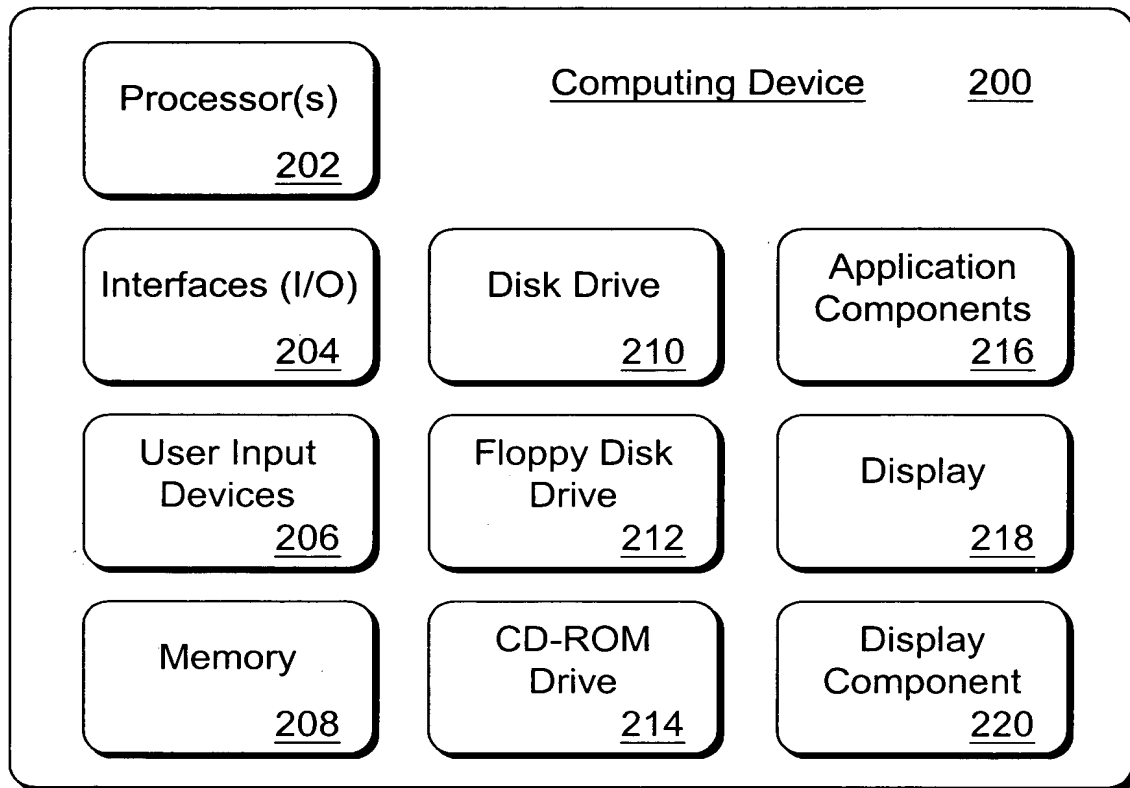 Processor(s)
202
Computing Device 200
Interfaces (I/O)
204
Disk Drive
210
Application
Components
216
User Input
Devices
206
Floppy Disk
Drive
212
Display
218
Memory
208
CD-ROM
Drive
214
Display
Component
220